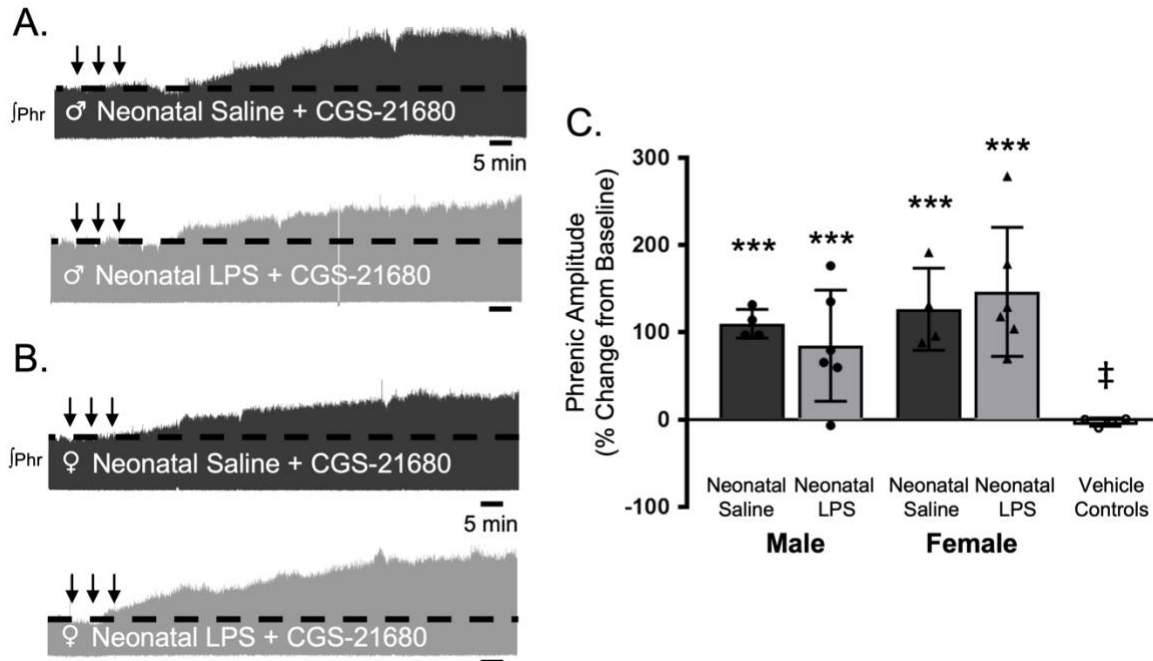 A.
∫Phr
♂ Neonatal Saline + CGS-21680
5 min
♂ Neonatal LPS + CGS-21680
B.
∫Phr
♀ Neonatal Saline + CGS-21680
5 min
♀ Neonatal LPS + CGS-21680
C.
Phrenic Amplitude
(% Change from Baseline)
300
200
100
0
-100
***
***
***
***
‡
Neonatal Saline
Neonatal LPS
Neonatal Saline
Neonatal LPS
Vehicle Controls
Male
Female